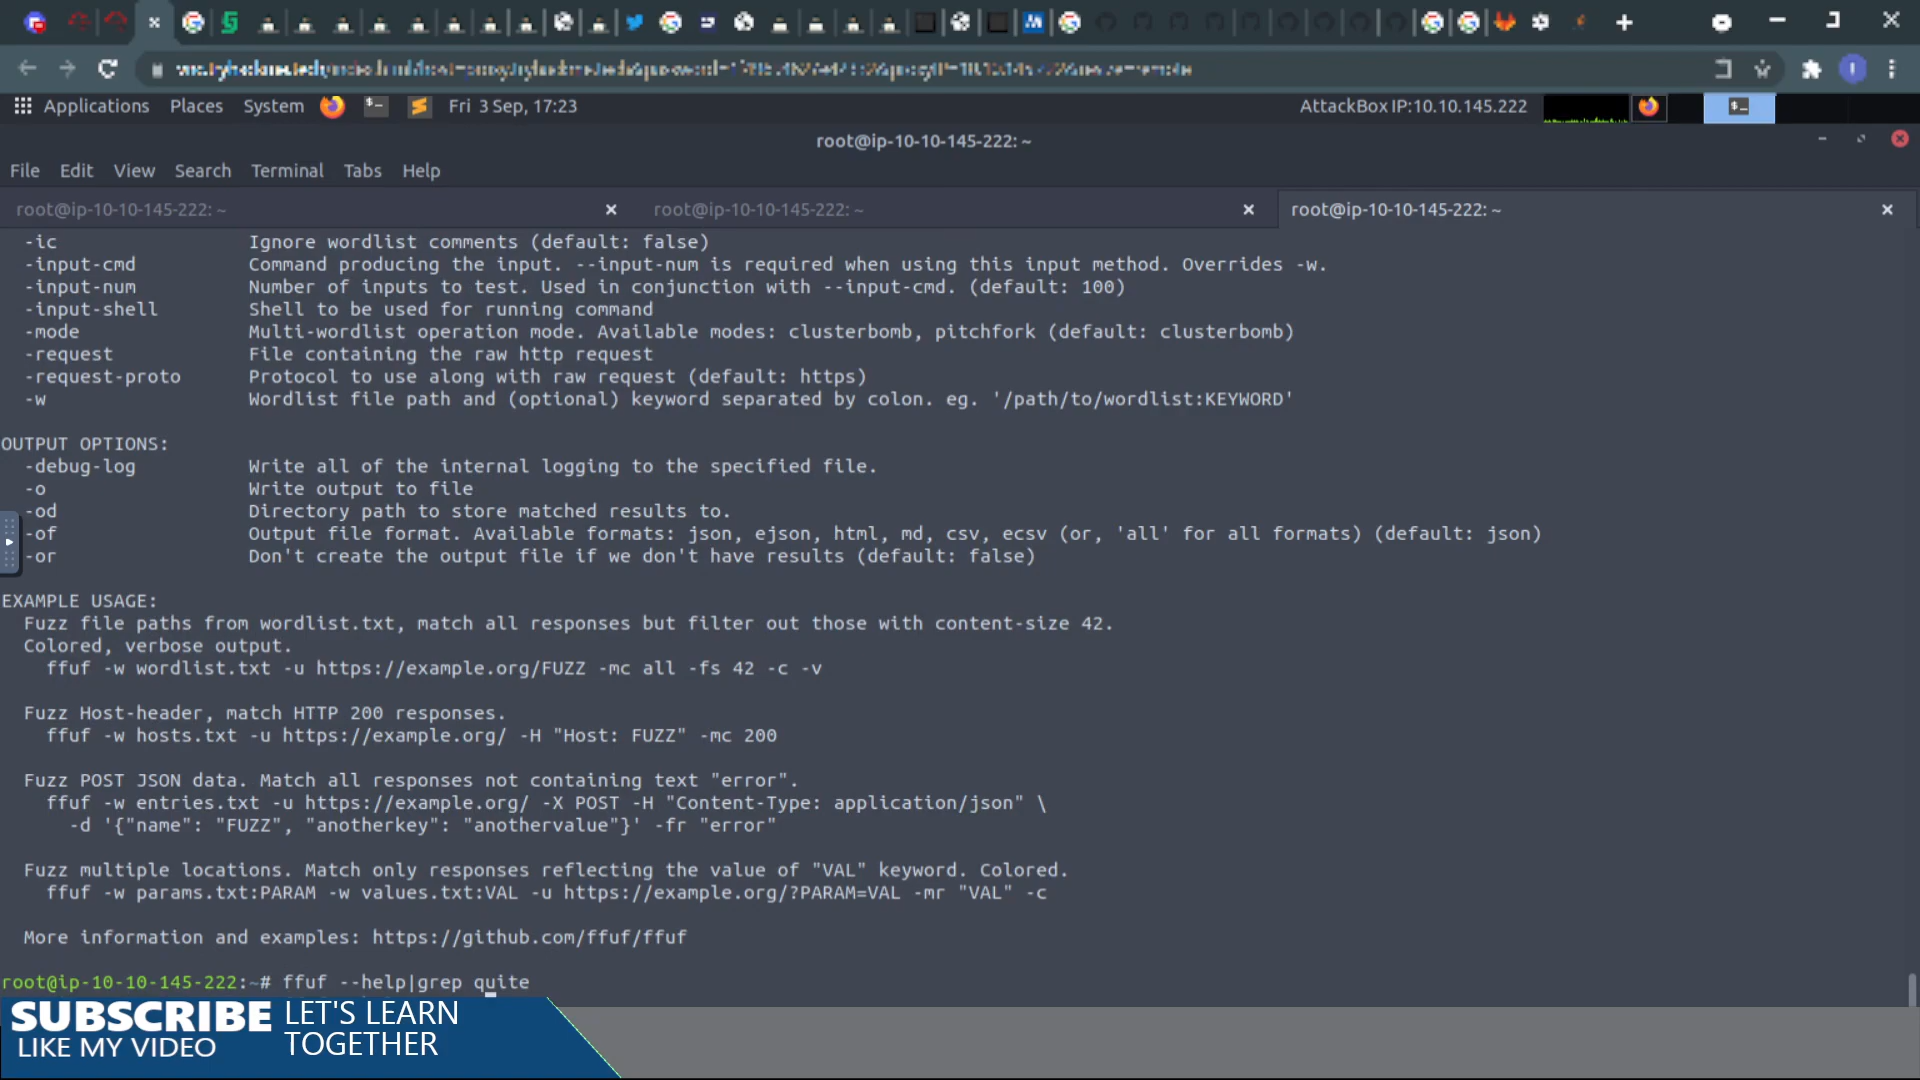 Applications Places System Fri 3 Sep, 17:23 AttackBox IP:10.10.145.222
root@ip-10-10-145-222: ~
File Edit View Search Terminal Tabs Help
root@ip-10-10-145-222: ~ root@ip-10-10-145-222: ~ root@ip-10-10-145-222: ~
-ic Ignore wordlist comments (default: false)
-input-cmd Command producing the input. --input-num is required when using this input method. Overrides -w.
-input-num Number of inputs to test. Used in conjunction with --input-cmd. (default: 100)
-input-shell Shell to be used for running command
-mode Multi-wordlist operation mode. Available modes: clusterbomb, pitchfork (default: clusterbomb)
-request File containing the raw http request
-request-proto Protocol to use along with raw request (default: https)
-w Wordlist file path and (optional) keyword separated by colon. eg. '/path/to/wordlist:KEYWORD'
OUTPUT OPTIONS:
-debug-log Write all of the internal logging to the specified file.
-o Write output to file
-od Directory path to store matched results to.
-of Output file format. Available formats: json, ejson, html, md, csv, ecsv (or, 'all' for all formats) (default: json)
-or Don't create the output file if we don't have results (default: false)
EXAMPLE USAGE:
Fuzz file paths from wordlist.txt, match all responses but filter out those with content-size 42.
Colored, verbose output.
ffuf -w wordlist.txt -u https://example.org/FUZZ -mc all -fs 42 -c -v
Fuzz Host-header, match HTTP 200 responses.
ffuf -w hosts.txt -u https://example.org/ -H "Host: FUZZ" -mc 200
Fuzz POST JSON data. Match all responses not containing text "error".
ffuf -w entries.txt -u https://example.org/ -X POST -H "Content-Type: application/json" \
-d '{"name": "FUZZ", "anotherkey": "anothervalue"}' -fr "error"
Fuzz multiple locations. Match only responses reflecting the value of "VAL" keyword. Colored.
ffuf -w params.txt:PARAM -w values.txt:VAL -u https://example.org/?PARAM=VAL -mr "VAL" -c
More information and examples: https://github.com/ffuf/ffuf
root@ip-10-10-145-222:~# ffuf --help|grep quite
SUBSCRIBE LET'S LEARN
LIKE MY VIDEO TOGETHER